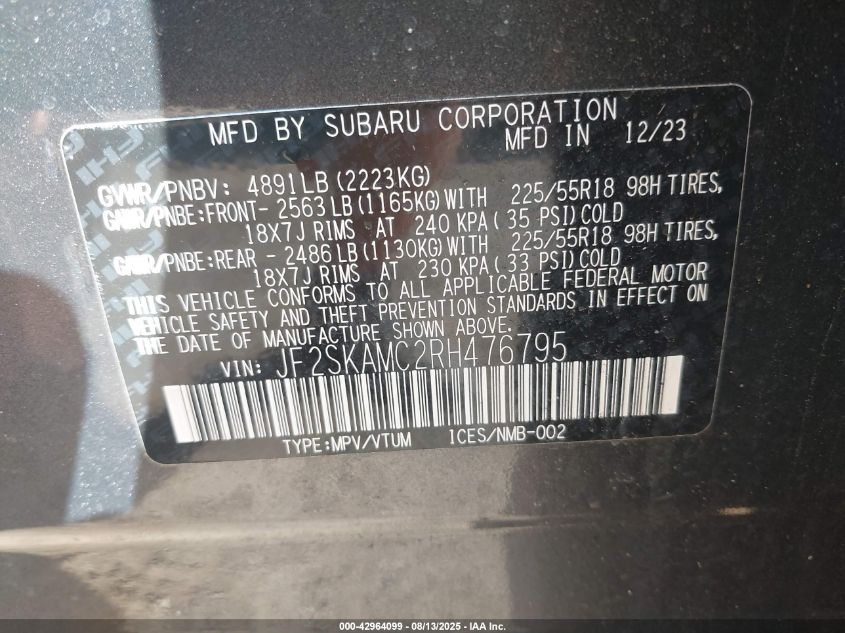 MFD BY SUBARU CORPORATION
MFD IN 12/23
GVWR/PNBV: 4891LB(2223KG)
GAWR/PNBE:FRONT- 2563LB(1165KG)WITH 225/55R18 98H TIRES,
18X7J RIMS AT 240 KPA(35 PSI)COLD
GAWR/PNBE:REAR - 2486LB(1130KG)WITH 225/55R18 98H TIRES,
18X7J RIMS AT 230 KPA(33 PSI)COLD
THIS VEHICLE CONFORMS TO ALL APPLICABLE FEDERAL MOTOR
VEHICLE SAFETY AND THEFT PREVENTION STANDARDS IN EFFECT ON
THE DATE OF MANUFACTURE SHOWN ABOVE.
VIN: JF2SKAMC2RH476795
TYPE:MPV/VTUM ICES/NMB-002
000-42964099 - 08/13/2025 - IAA Inc.